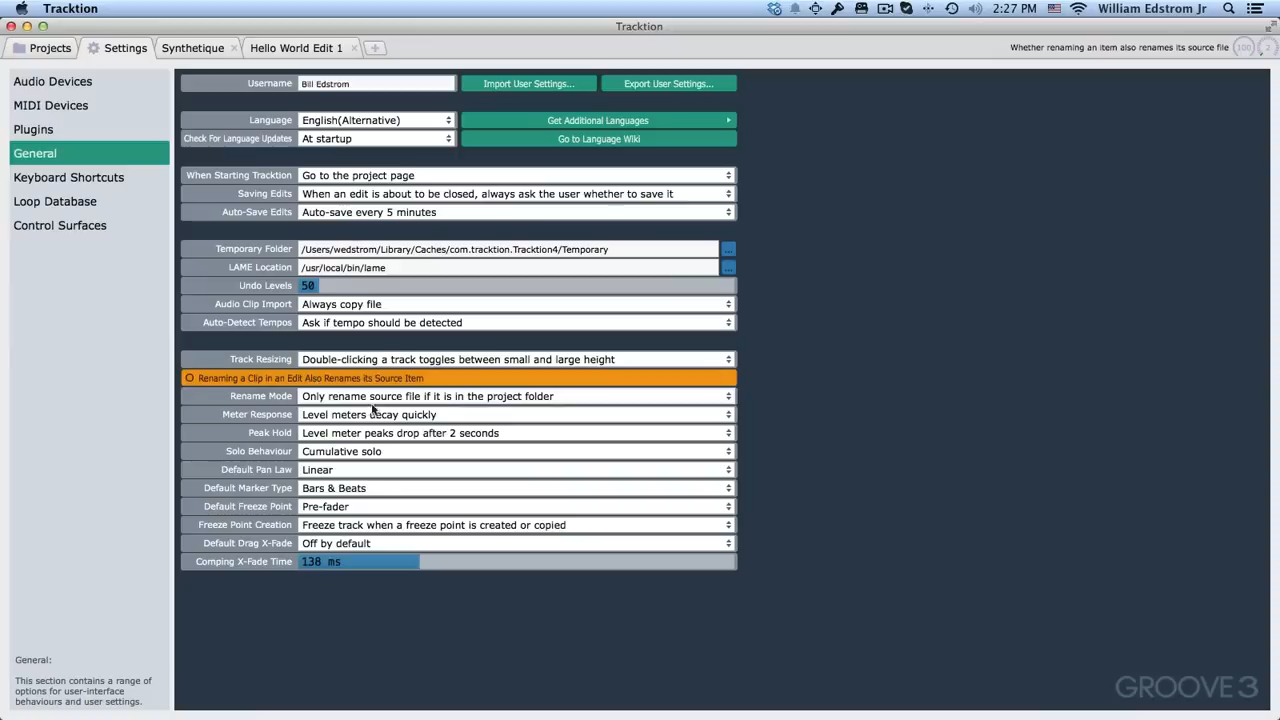 Tracktion
2:27 PM
William Edstrom Jr
Tracktion
Projects
Settings
Synthetique
Hello World Edit 1
Whether renaming an item also renames its source file
100
2
Audio Devices
MIDI Devices
Plugins
General
Keyboard Shortcuts
Loop Database
Control Surfaces
Username Bill Edstrom Import User Settings... Export User Settings...
Language English(Alternative) Get Additional Languages
Check For Language Updates At startup Go to Language Wiki
When Starting Tracktion Go to the project page
Saving Edits When an edit is about to be closed, always ask the user whether to save it
Auto-Save Edits Auto-save every 5 minutes
Temporary Folder /Users/wedstrom/Library/Caches/com.tracktion.Tracktion4/Temporary ...
LAME Location /usr/local/bin/lame ...
Undo Levels 50
Audio Clip Import Always copy file
Auto-Detect Tempos Ask if tempo should be detected
Track Resizing Double-clicking a track toggles between small and large height
Renaming a Clip in an Edit Also Renames its Source Item
Rename Mode Only rename source file if it is in the project folder
Meter Response Level meters decay quickly
Peak Hold Level meter peaks drop after 2 seconds
Solo Behaviour Cumulative solo
Default Pan Law Linear
Default Marker Type Bars & Beats
Default Freeze Point Pre-fader
Freeze Point Creation Freeze track when a freeze point is created or copied
Default Drag X-Fade Off by default
Comping X-Fade Time 138 ms
General:
This section contains a range of
options for user-interface
behaviours and user settings.
GROOVE 3